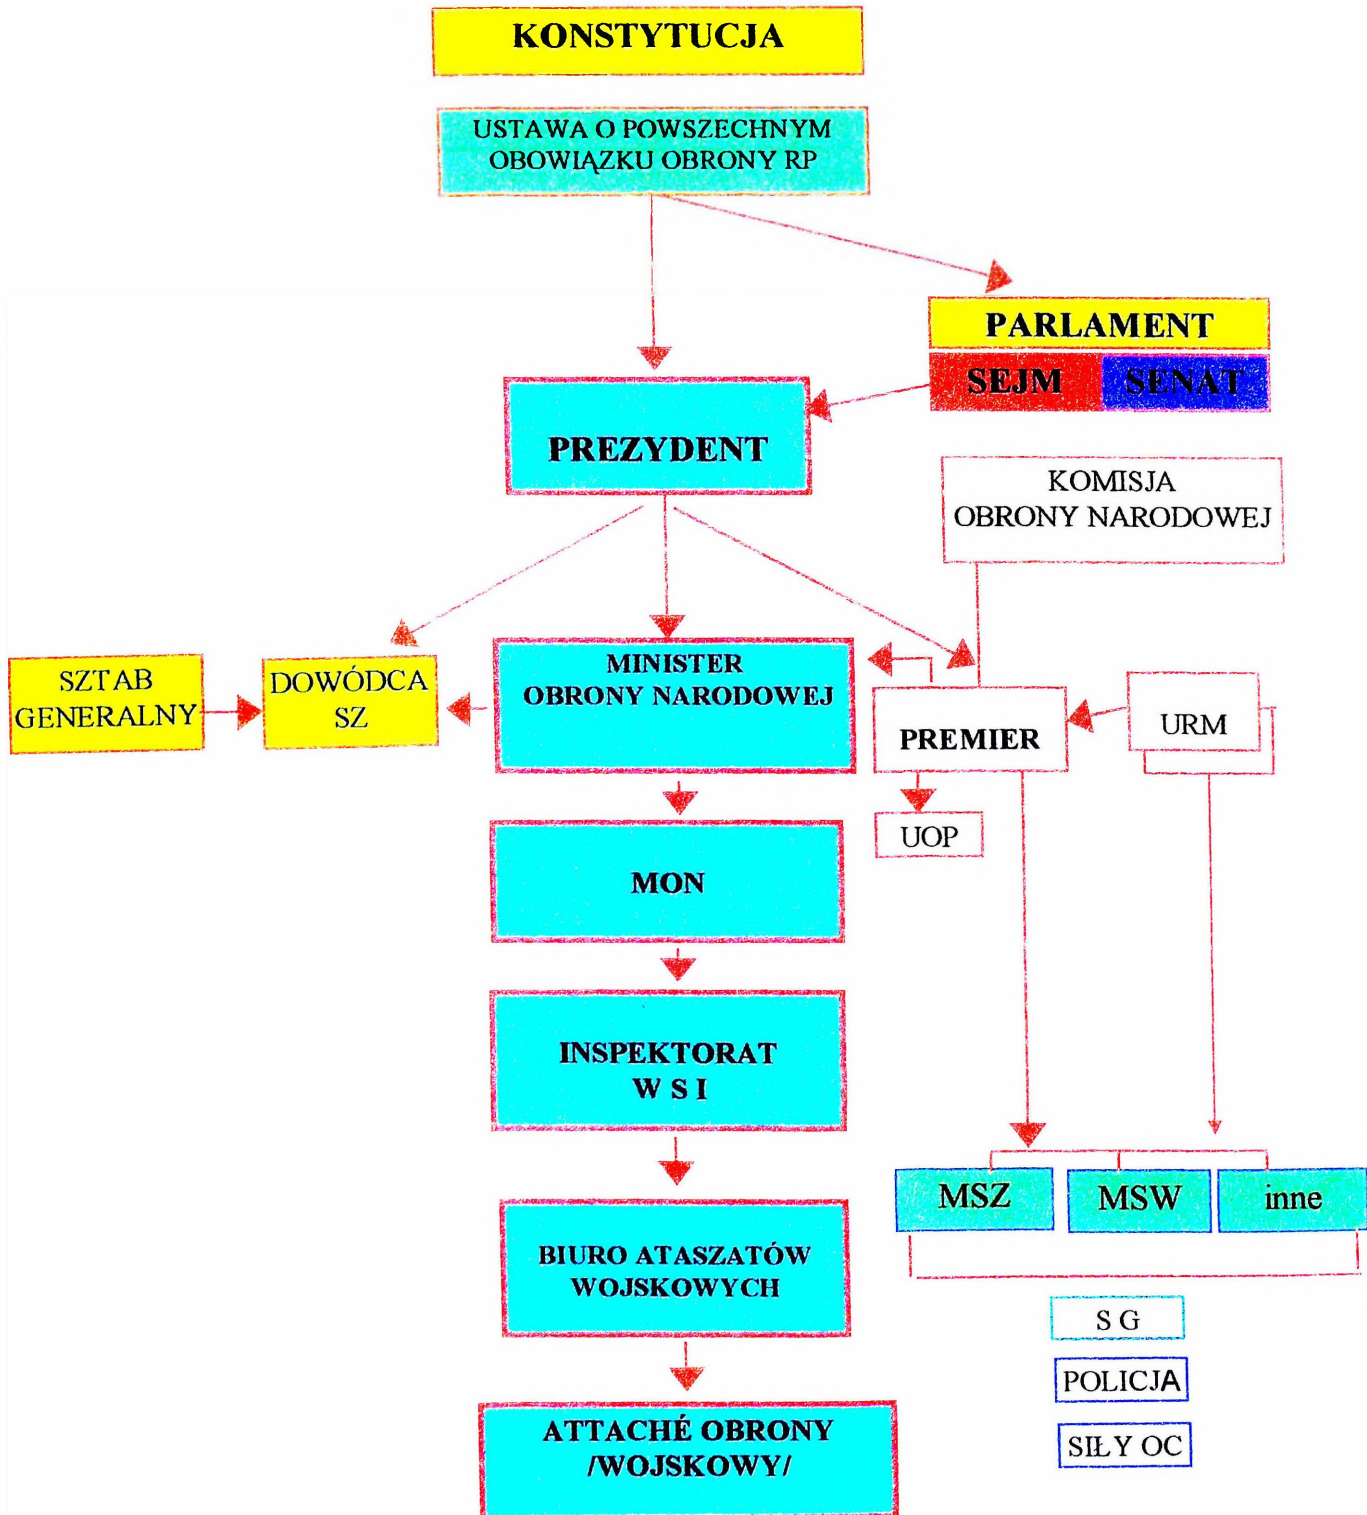 KONSTYTUCJA
USTAWA O POWSZECHNYM
OBOWIĄZKU OBRONY RP
PARLAMENT
SEJM
SENAT
PREZYDENT
KOMISJA
OBRONY NARODOWEJ
SZTAB
GENERALNY
DOWÓDCA
SZ
MINISTER
OBRONY NARODOWEJ
PREMIER
URM
UOP
MON
INSPEKTORAT
W S I
MSZ
MSW
inne
BIURO ATASZATÓW
WOJSKOWYCH
S G
POLICJA
SIŁY OC
ATTACHÉ OBRONY
/WOJSKOWY/